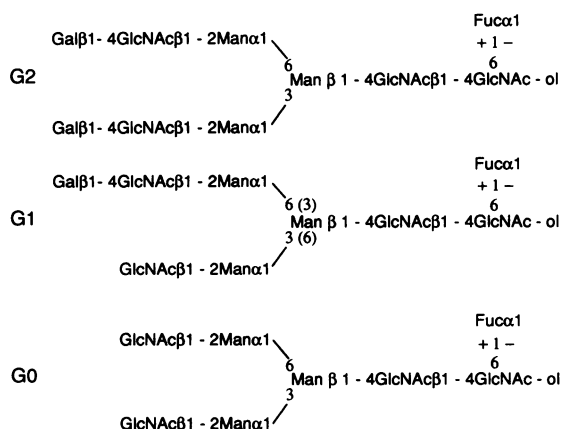 Fucα1
Galβ1- 4GlcNAcβ1 - 2Manα1
+ 1 –
6
6
G2
Man β 1 - 4GlcNAcβ1 - 4GlcNAc - ol
3
Galβ1- 4GlcNAcβ1 - 2Manα1
Fucα1
Galβ1- 4GlcNAcβ1 - 2Manα1
+ 1 –
6 (3)
6
G1
Man β 1 - 4GlcNAcβ1 - 4GlcNAc - ol
3 (6)
GlcNAcβ1 - 2Manα1
Fucα1
GlcNAcβ1 - 2Manα1
+ 1 –
6
6
G0
Man β 1 - 4GlcNAcβ1 - 4GlcNAc - ol
3
GlcNAcβ1 - 2Manα1